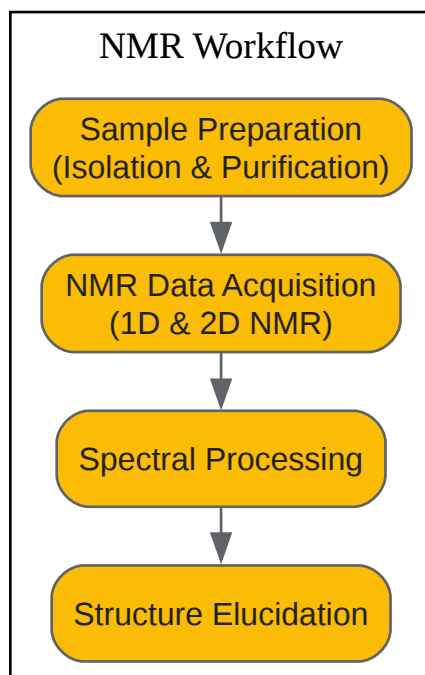 NMR Workflow
Sample Preparation
(Isolation & Purification)
NMR Data Acquisition
(1D & 2D NMR)
Spectral Processing
Structure Elucidation